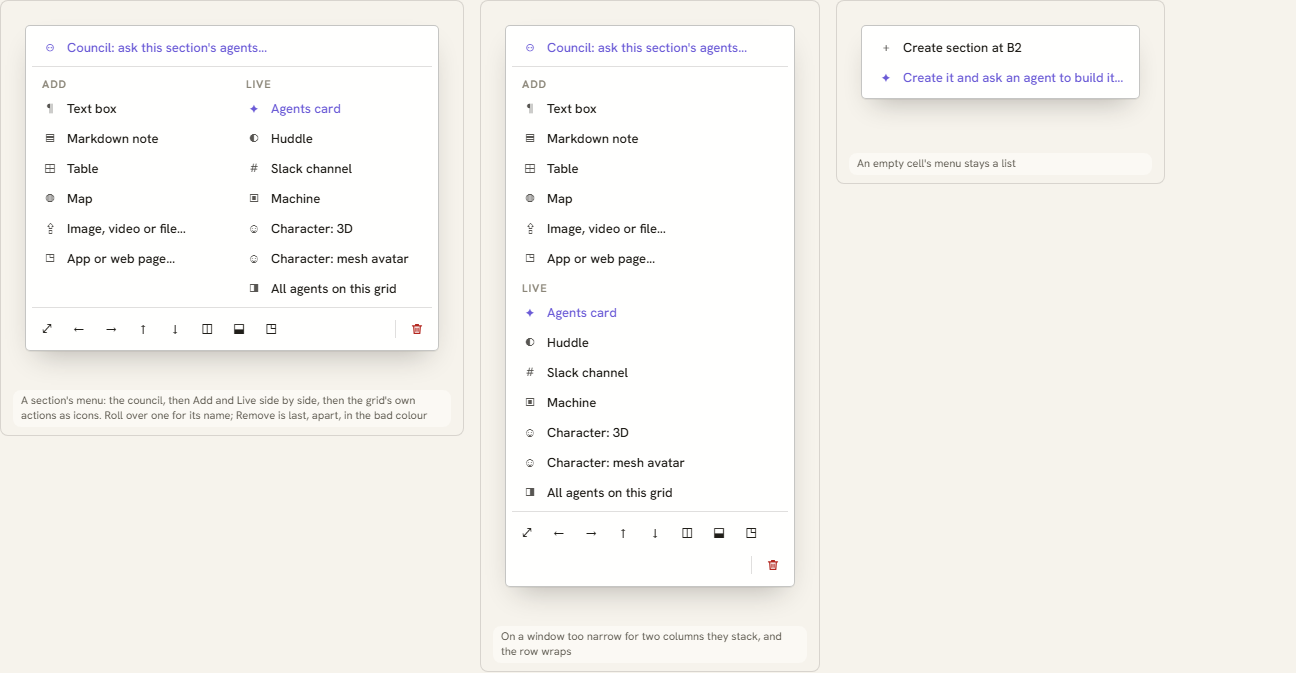 Council: ask this section's agents…
ADD
Text box
Markdown note
Table
Map
Image, video or file…
App or web page…
LIVE
Agents card
Huddle
# Slack channel
Machine
Character: 3D
Character: mesh avatar
All agents on this grid
A section's menu: the council, then Add and Live side by side, then the grid's own
actions as icons. Roll over one for its name; Remove is last, apart, in the bad colour
Council: ask this section's agents…
ADD
Text box
Markdown note
Table
Map
Image, video or file…
App or web page…
LIVE
Agents card
Huddle
# Slack channel
Machine
Character: 3D
Character: mesh avatar
All agents on this grid
On a window too narrow for two columns they stack, and
the row wraps
+ Create section at B2
Create it and ask an agent to build it…
An empty cell's menu stays a list